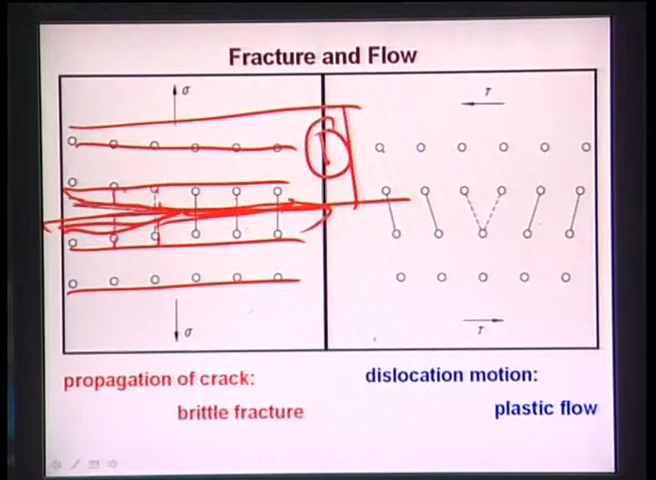 Fracture and Flow
σ
τ
σ
τ
propagation of crack:
brittle fracture
dislocation motion:
plastic flow